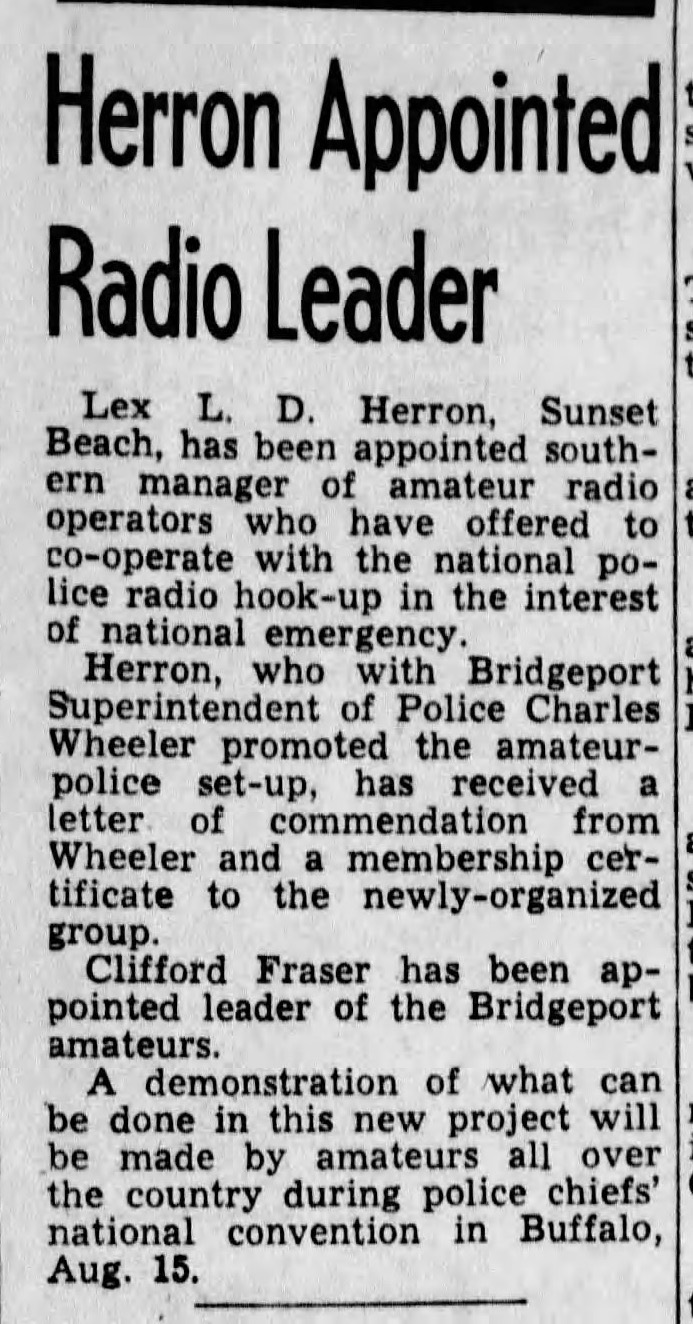 Herron Appointed
Radio Leader
Lex L. D. Herron, Sunset
Beach, has been appointed south-
ern manager of amateur radio
operators who have offered to
co-operate with the national po-
lice radio hook-up in the interest
of national emergency.
Herron, who with Bridgeport
Superintendent of Police Charles
Wheeler promoted the amateur-
police set-up, has received a
letter of commendation from
Wheeler and a membership cer-
tificate to the newly-organized
group.
Clifford Fraser has been ap-
pointed leader of the Bridgeport
amateurs.
A demonstration of what can
be done in this new project will
be made by amateurs all over
the country during police chiefs'
national convention in Buffalo,
Aug. 15.